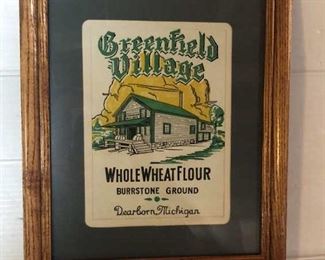 Greenfield
Village
WHOLE WHEAT FLOUR
BURRSTONE GROUND
Dearborn, Michigan